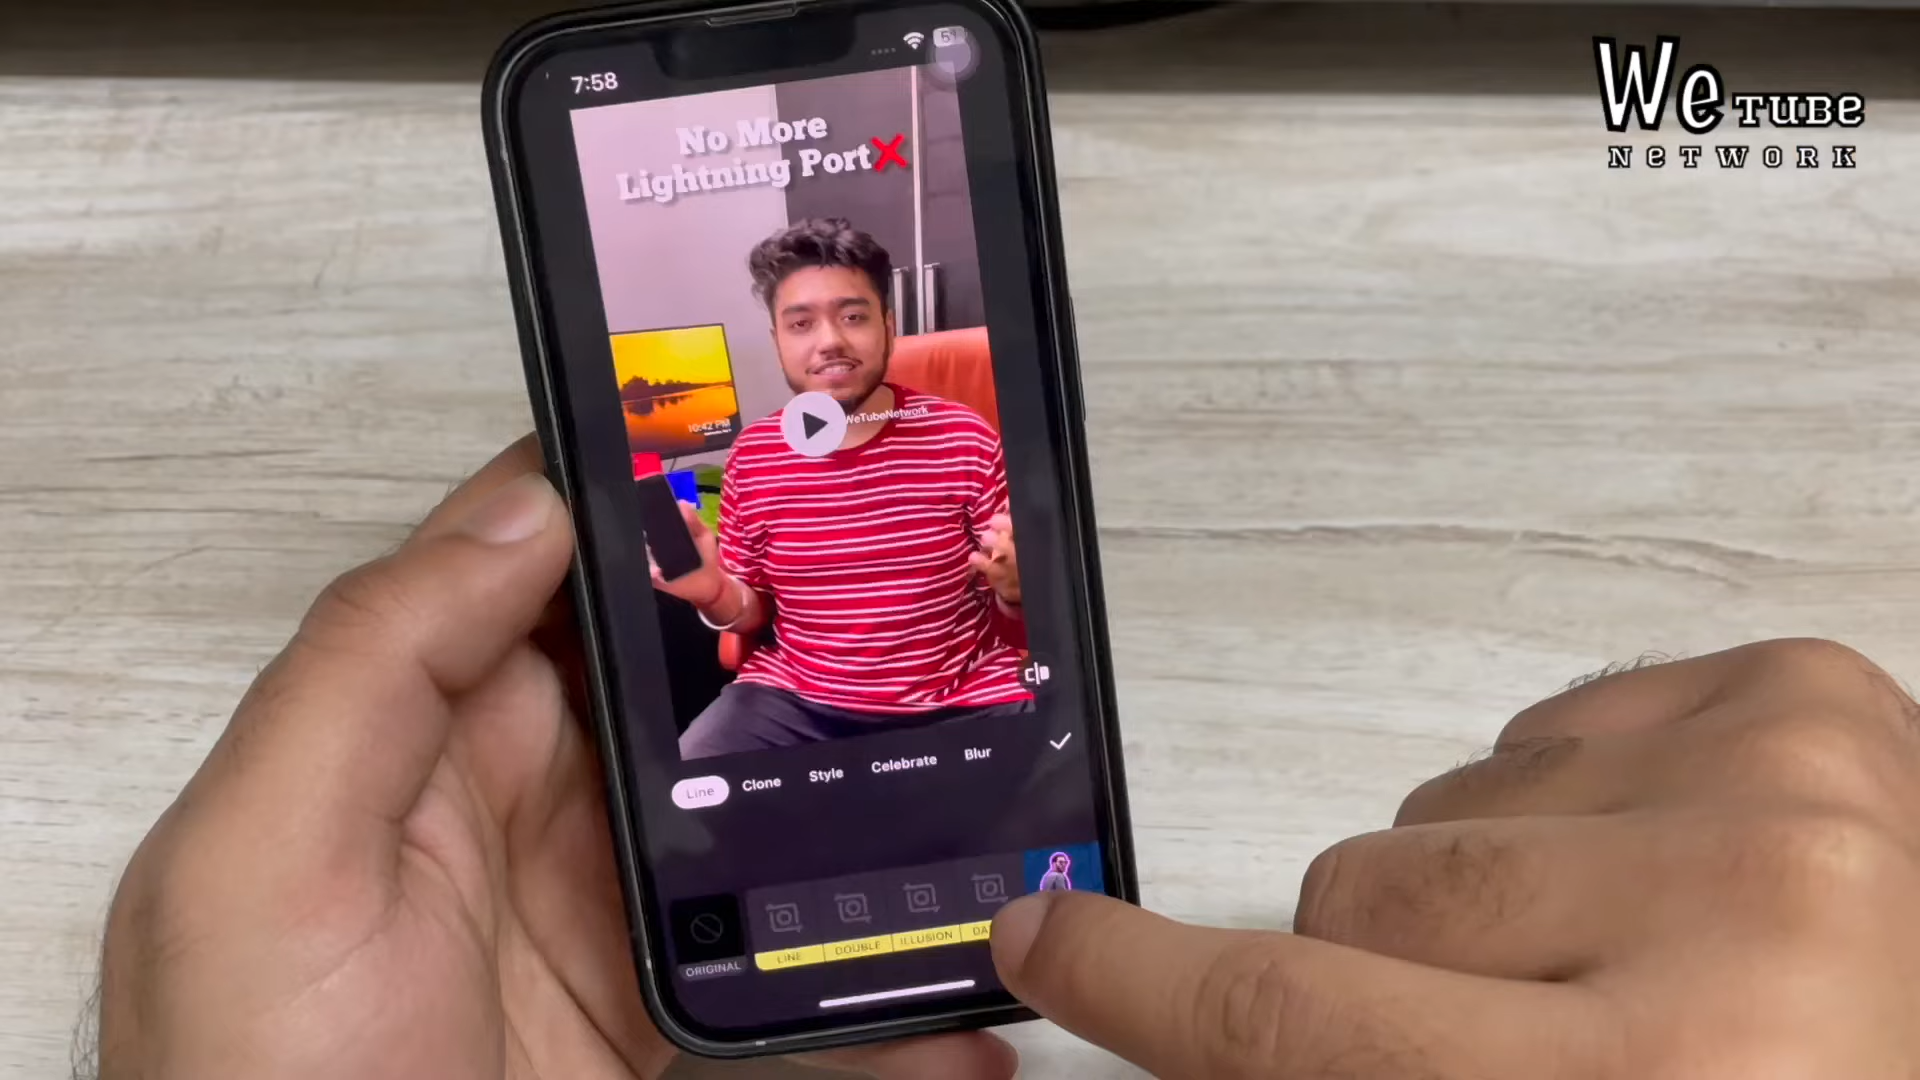 We TUBE
NeTWORK
7:58
51
No More
Lightning Port❌
10:42 PM
WeTubeNetwork
Line Clone Style Celebrate Blur
ORIGINAL LINE DOUBLE ILLUSION